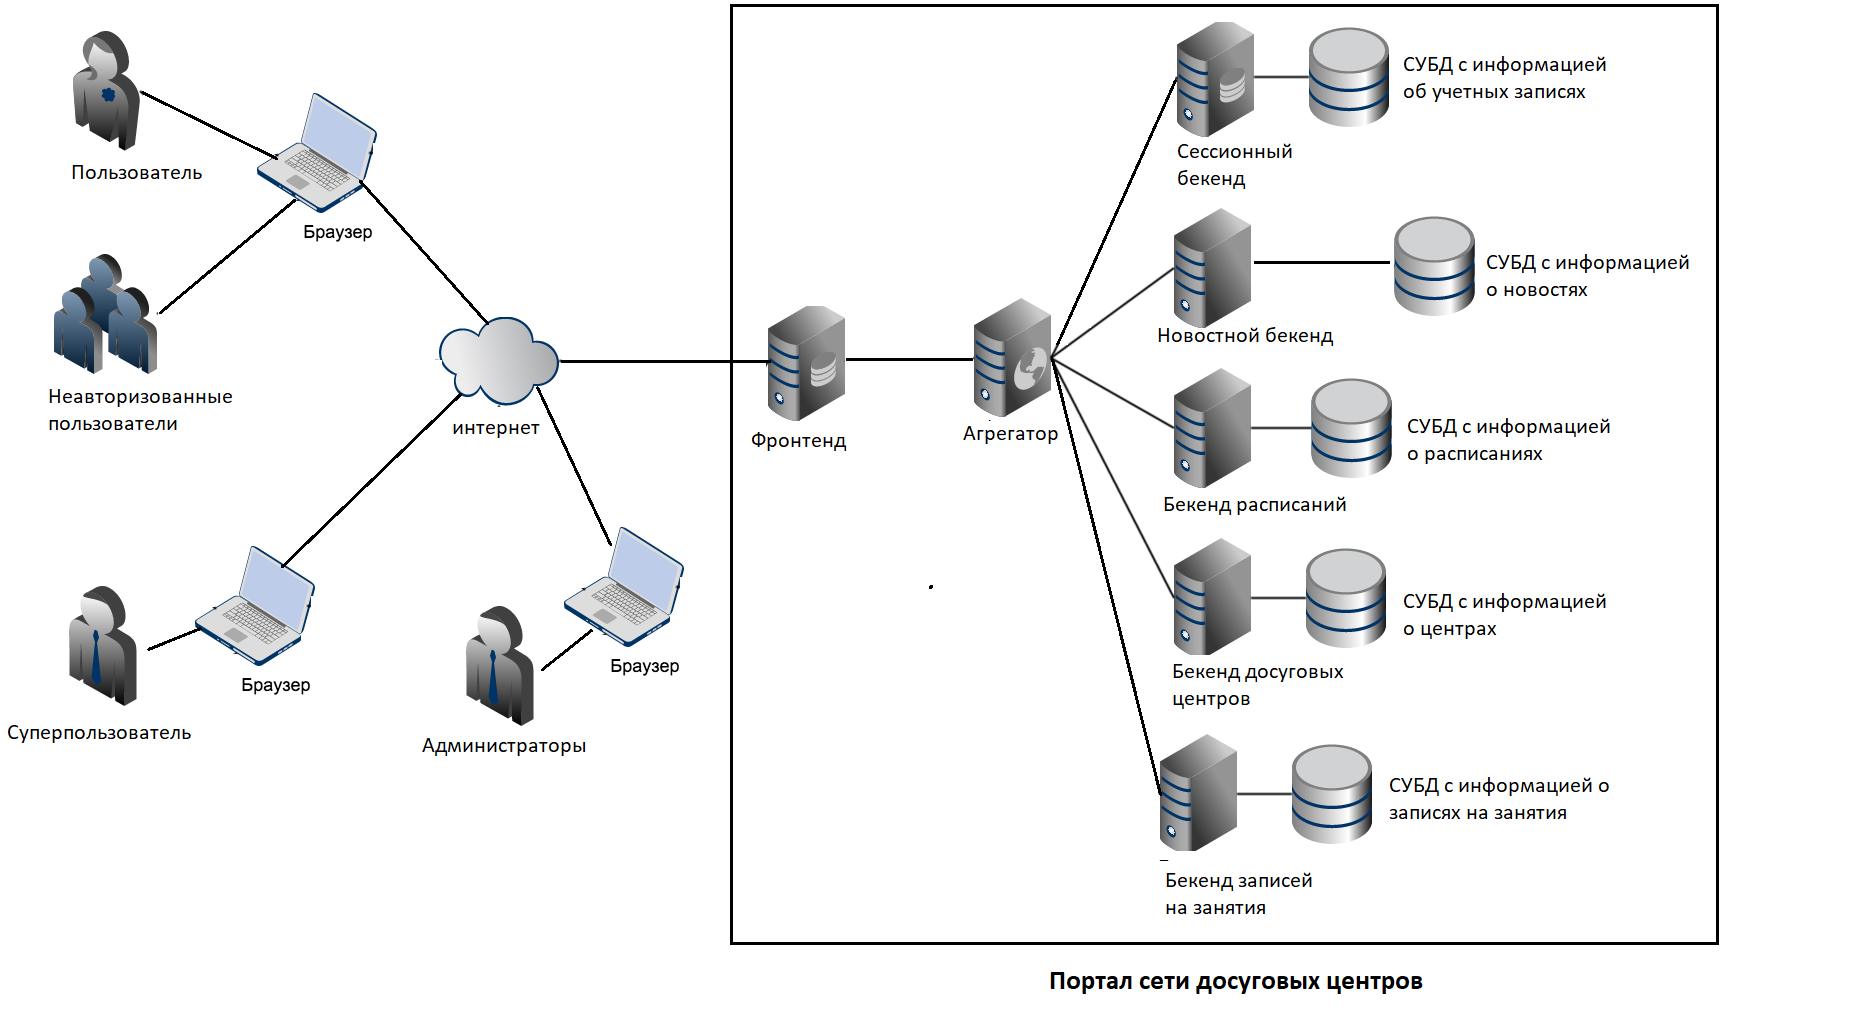 Пользователь
Браузер
Неавторизованные
пользователи
интернет
Суперпользователь
Браузер
Администраторы
Браузер
Фронтенд
Агрегатор
Сессионный
бекенд
СУБД с информацией
об учетных записях
Новостной бекенд
СУБД с информацией
о новостях
Бекенд расписаний
СУБД с информацией
о расписаниях
Бекенд досуговых
центров
СУБД с информацией
о центрах
Бекенд записей
на занятия
СУБД с информацией о
записях на занятия
Портал сети досуговых центров